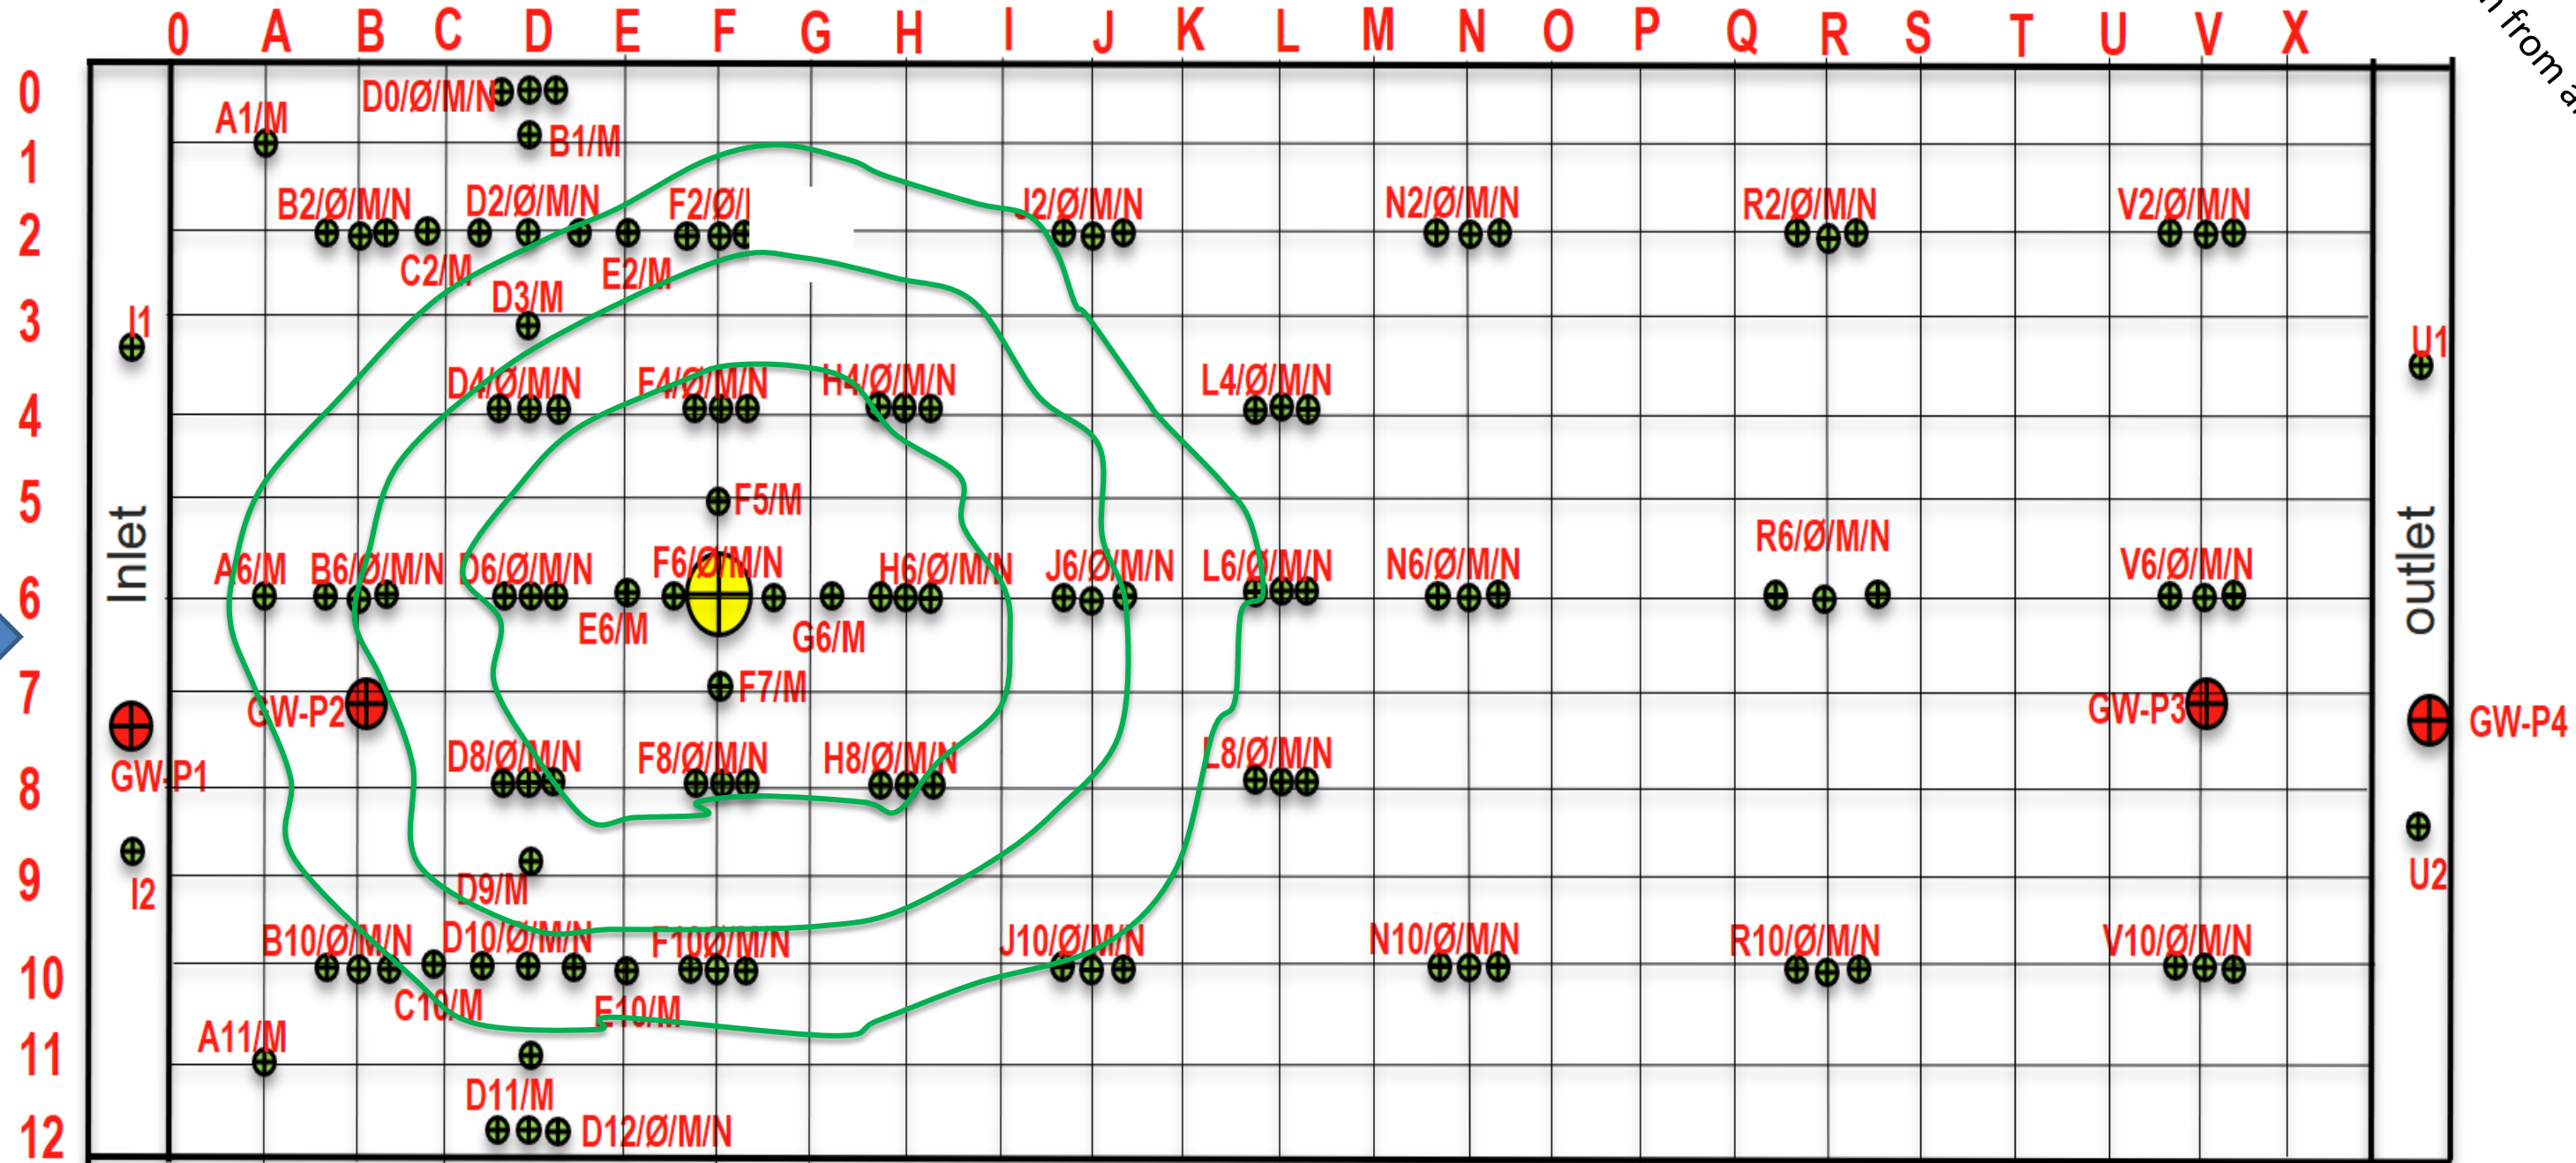 0 A B C D E F G H I J K L M N O P Q R S T U V X
n from a
0
D0/Ø/M/N
A1/M
B1/M
1
B2/Ø/M/N D2/Ø/M/N F2/Ø/ J2/Ø/M/N N2/Ø/M/N R2/Ø/M/N V2/Ø/M/N
2
C2/M E2/M
D3/M
I1
3
U1
D4/Ø/M/N F4/Ø/M/N H4/Ø/M/N L4/Ø/M/N
4
5
F5/M
Inlet
outlet
R6/Ø/M/N
A6/M B6/Ø/M/N D6/Ø/M/N F6/Ø/M/N H6/Ø/M/N J6/Ø/M/N L6/Ø/M/N N6/Ø/M/N V6/Ø/M/N
6
E6/M G6/M
7
F7/M
GW-P2
GW-P3
GW-P4
D8/Ø/M/N F8/Ø/M/N H8/Ø/M/N L8/Ø/M/N
GW-P1
8
I2
9
D9/M
U2
B10/Ø/M/N D10/Ø/M/N F10Ø/M/N J10/Ø/M/N N10/Ø/M/N R10/Ø/M/N V10/Ø/M/N
10
C10/M E10/M
A11/M
11
D11/M
12
D12/Ø/M/N